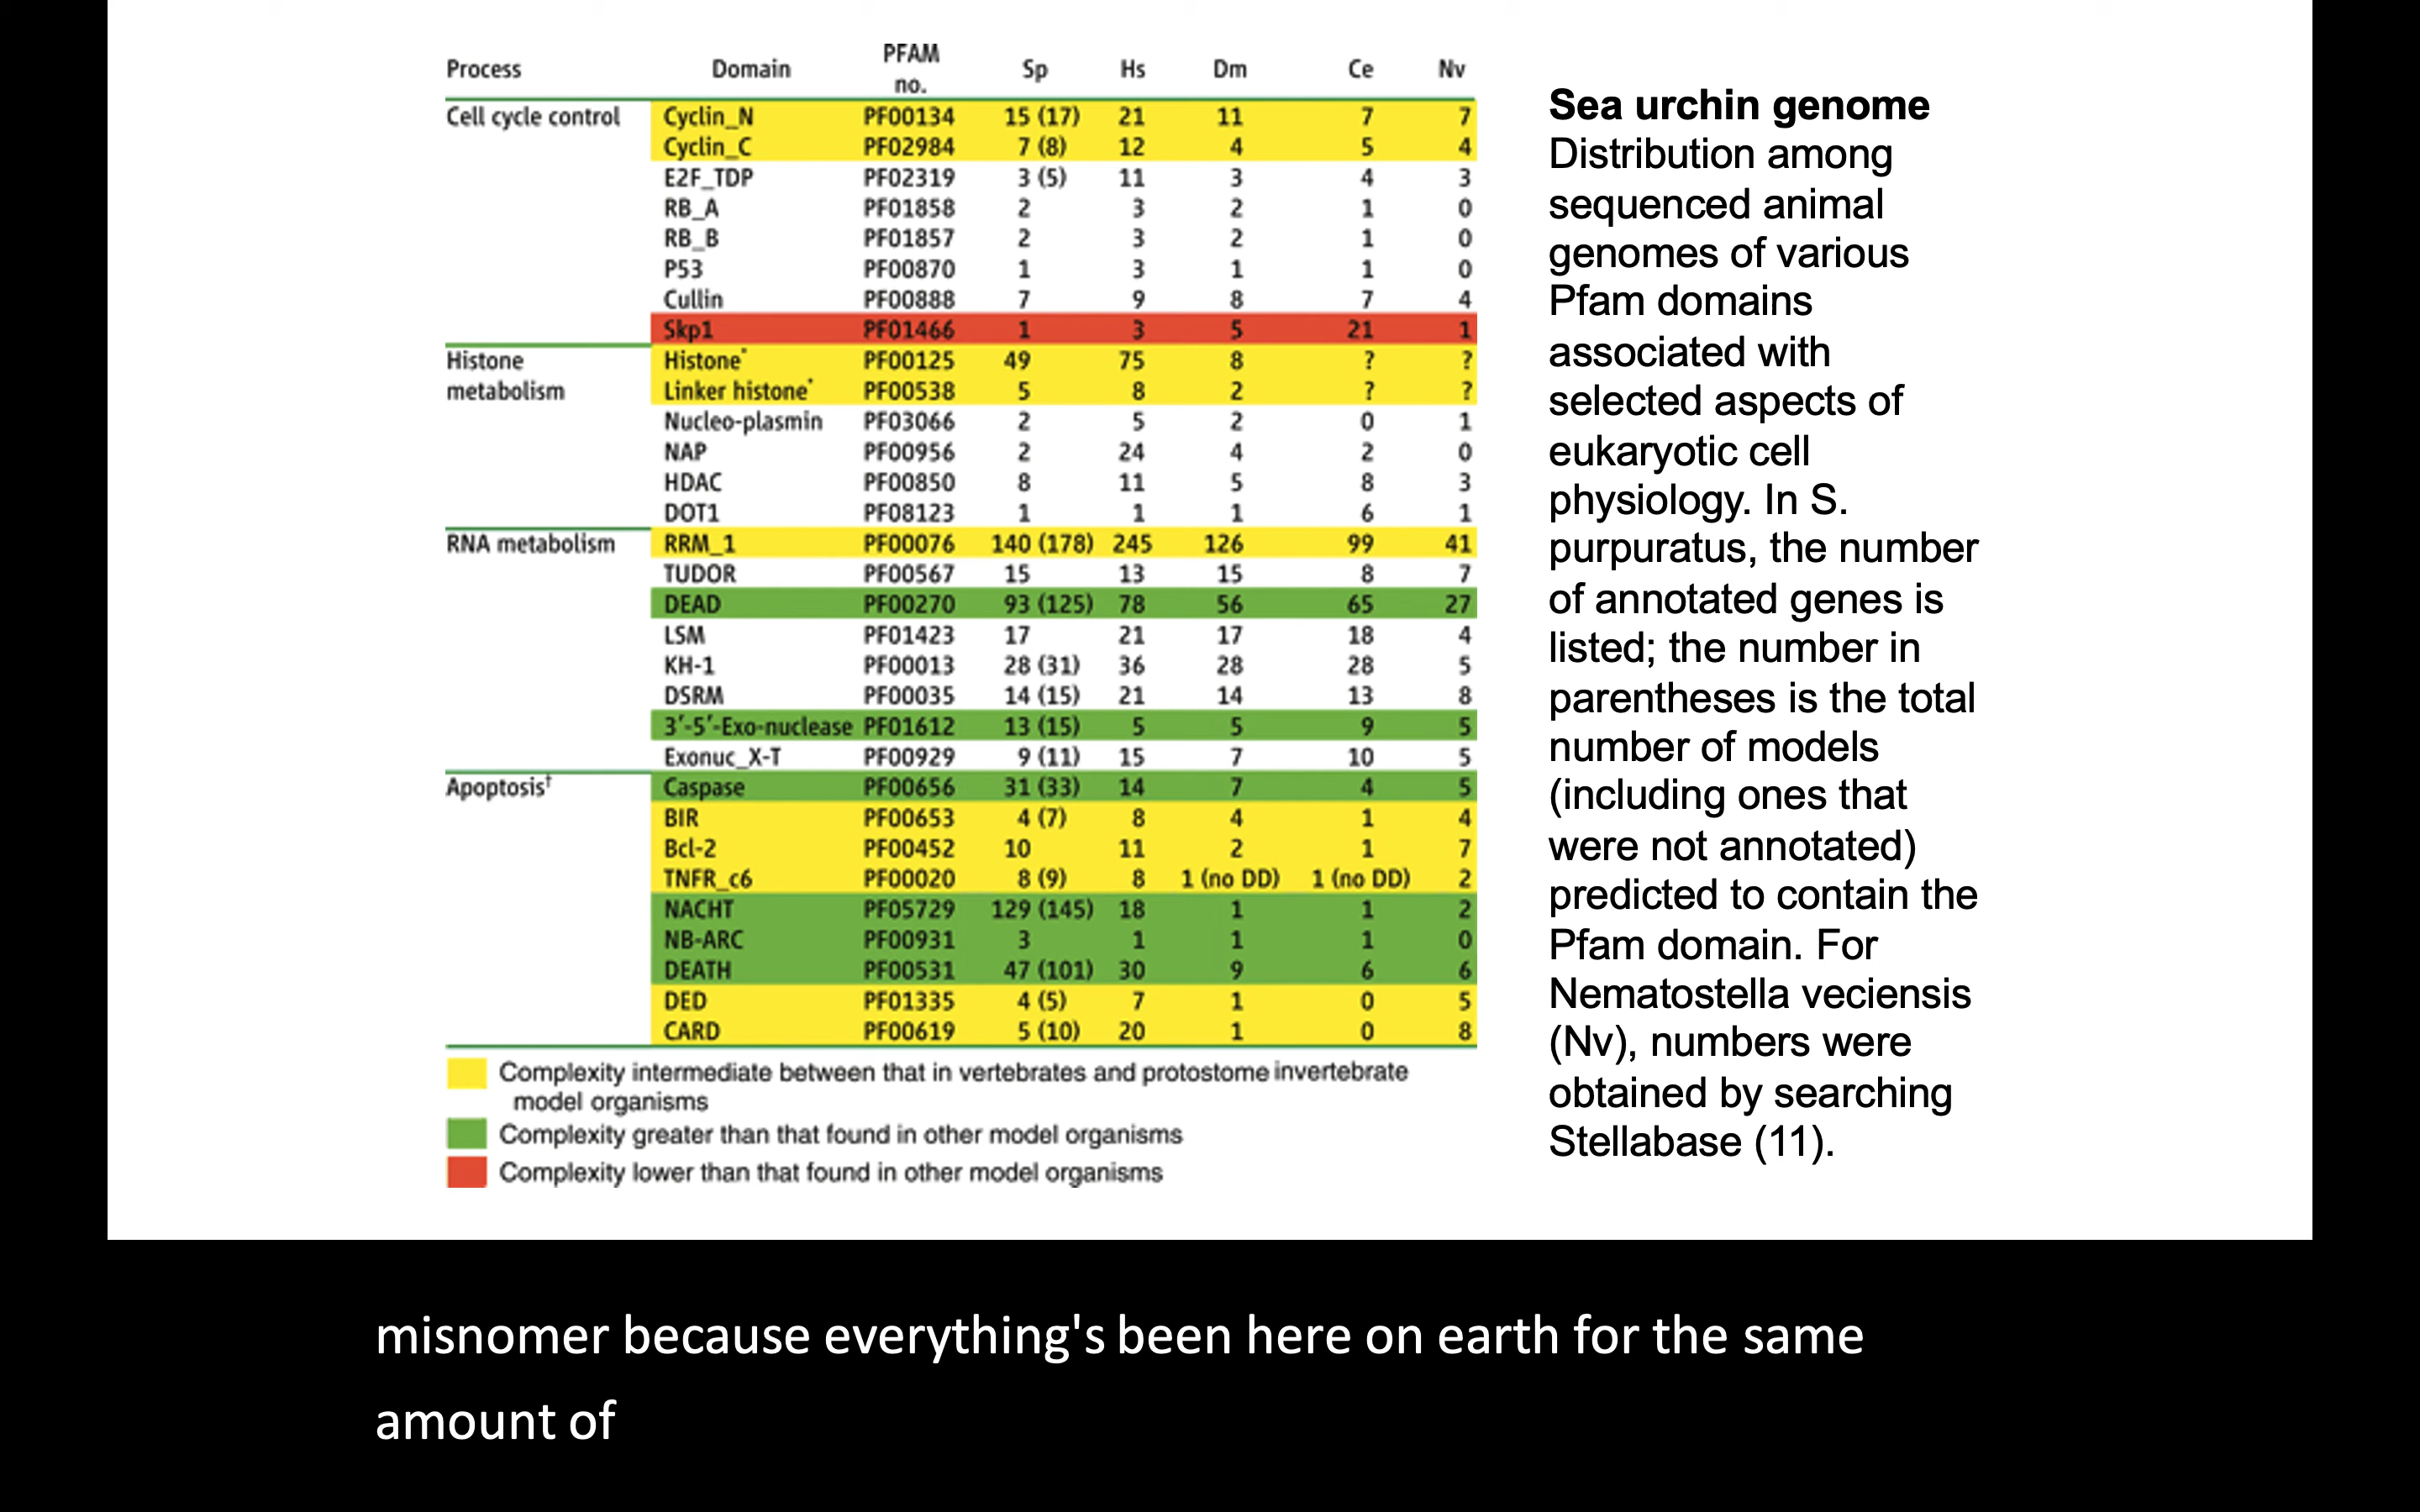 Process Domain PFAM no. Sp Hs Dm Ce Nv
Cell cycle control Cyclin_N PF00134 15 (17) 21 11 7 7
Cyclin_C PF02984 7 (8) 12 4 5 4
E2F_TDP PF02319 3 (5) 11 3 4 3
RB_A PF01858 2 3 2 1 0
RB_B PF01857 2 3 2 1 0
P53 PF00870 1 3 1 1 0
Cullin PF00888 7 9 8 7 4
Skp1 PF01466 1 3 5 21 1
Histone Histone* PF00125 49 75 8 ? ?
metabolism Linker histone* PF00538 5 8 2 ? ?
Nucleo-plasmin PF03066 2 5 2 0 1
NAP PF00956 2 24 4 2 0
HDAC PF00850 8 11 5 8 3
DOT1 PF08123 1 1 1 6 1
RNA metabolism RRM_1 PF00076 140 (178) 245 126 99 41
TUDOR PF00567 15 13 15 8 7
DEAD PF00270 93 (125) 78 56 65 27
LSM PF01423 17 21 17 18 4
KH-1 PF00013 28 (31) 36 28 28 5
DSRM PF00035 14 (15) 21 14 13 8
3′-5′-Exo-nuclease PF01612 13 (15) 5 5 9 5
Exonuc_X-T PF00929 9 (11) 15 7 10 5
Apoptosis† Caspase PF00656 31 (33) 14 7 4 5
BIR PF00653 4 (7) 8 4 1 4
Bcl-2 PF00452 10 11 2 1 7
TNFR_c6 PF00020 8 (9) 8 1 (no DD) 1 (no DD) 2
NACHT PF05729 129 (145) 18 1 1 2
NB-ARC PF00931 3 1 1 1 0
DEATH PF00531 47 (101) 30 9 6 6
DED PF01335 4 (5) 7 1 0 5
CARD PF00619 5 (10) 20 1 0 8
Complexity intermediate between that in vertebrates and protostome invertebrate
model organisms
Complexity greater than that found in other model organisms
Complexity lower than that found in other model organisms
Sea urchin genome
Distribution among
sequenced animal
genomes of various
Pfam domains
associated with
selected aspects of
eukaryotic cell
physiology. In S.
purpuratus, the number
of annotated genes is
listed; the number in
parentheses is the total
number of models
(including ones that
were not annotated)
predicted to contain the
Pfam domain. For
Nematostella veciensis
(Nv), numbers were
obtained by searching
Stellabase (11).
misnomer because everything's been here on earth for the same
amount of